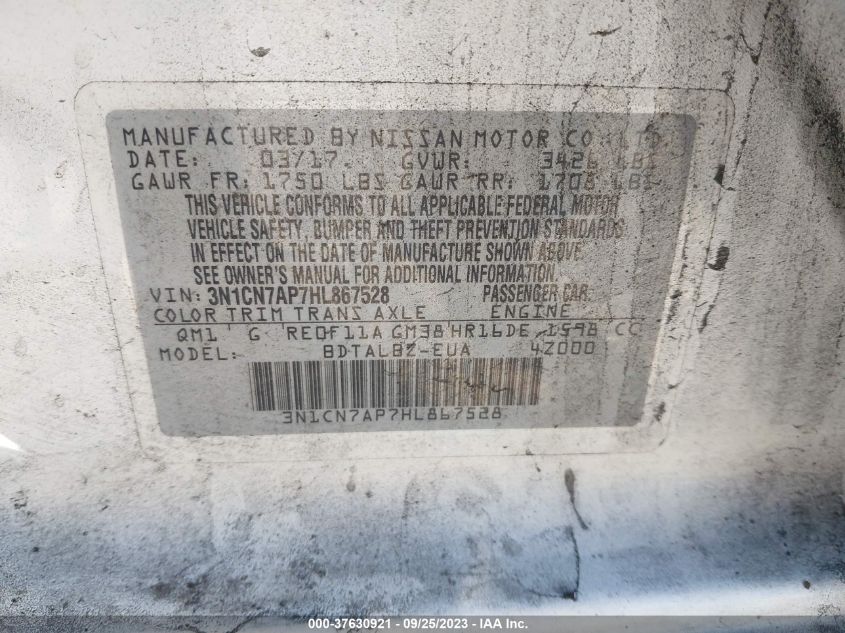 MANUFACTURED BY NISSAN MOTOR CO., LTD.
DATE: 03/17. GVWR: 3426 LBS
GAWR FR: 1750 LBS GAWR RR: 1708 LBS
THIS VEHICLE CONFORMS TO ALL APPLICABLE FEDERAL MOTOR
VEHICLE SAFETY, BUMPER AND THEFT PREVENTION STANDARDS
IN EFFECT ON THE DATE OF MANUFACTURE SHOWN ABOVE.
SEE OWNER'S MANUAL FOR ADDITIONAL INFORMATION.
VIN: 3N1CN7AP7HL867528 PASSENGER CAR
COLOR TRIM TRANS AXLE ENGINE
QM1 G RE0F11A GM38 HR16DE 1598 CC
MODEL: BDTALBZ-EUA 4Z000
3N1CN7AP7HL867528
000-37630921 - 09/25/2023 - IAA Inc.